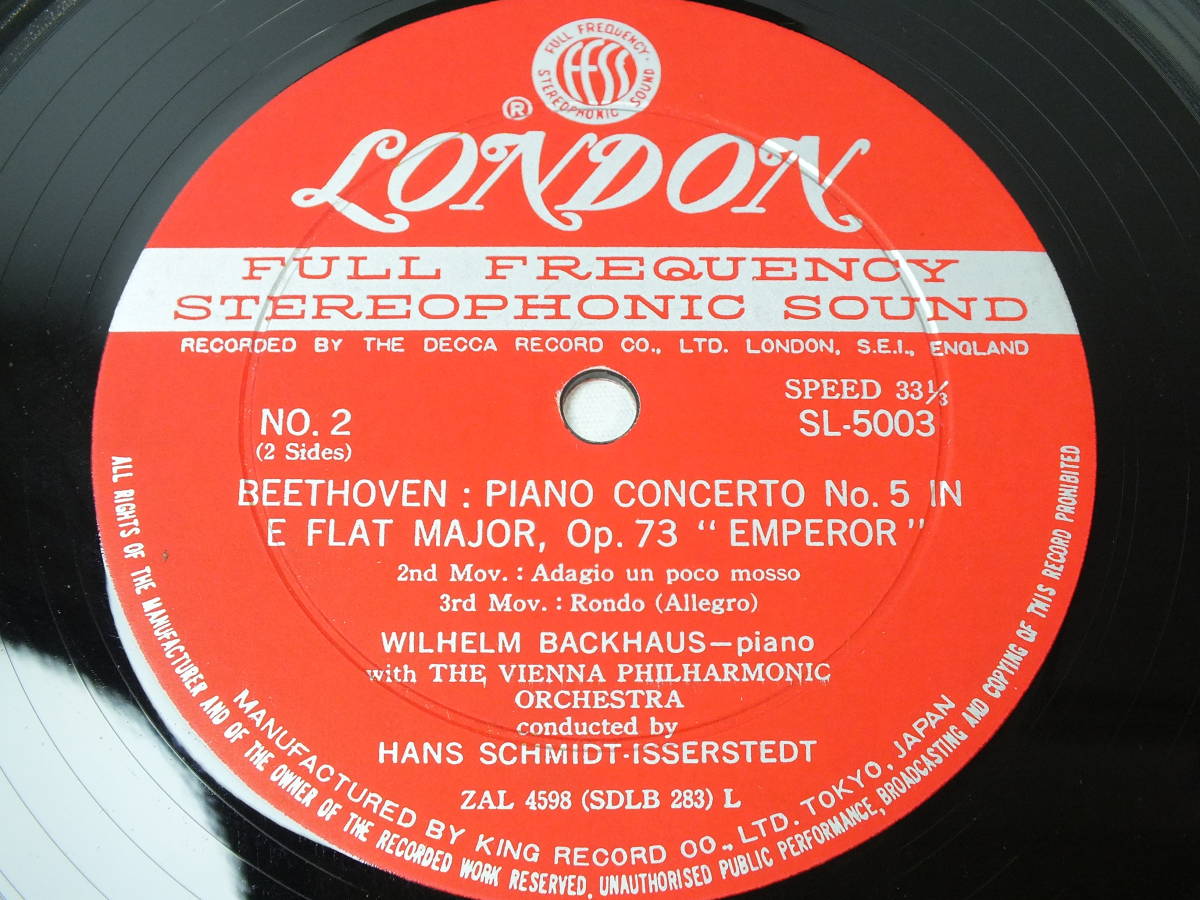 FULL FREQUENCY·
STEREOPHONIC SOUND
FFSS
®
LONDON
FULL FREQUENCY
STEREOPHONIC SOUND
RECORDED BY THE DECCA RECORD CO., LTD. LONDON, S.E.I., ENGLAND
SPEED 33⅓
NO. 2
SL-5003
(2 Sides)
BEETHOVEN : PIANO CONCERTO No. 5 IN
E FLAT MAJOR, Op. 73 “ EMPEROR ”
2nd Mov. : Adagio un poco mosso
3rd Mov. : Rondo (Allegro)
WILHELM BACKHAUS—piano
with THE VIENNA PHILHARMONIC
ORCHESTRA
conducted by
HANS SCHMIDT-ISSERSTEDT
ZAL 4598 (SDLB 283) L
MANUFACTURED BY KING RECORD CO., LTD. TOKYO, JAPAN
ALL RIGHTS OF THE MANUFACTURER AND OF THE OWNER OF THE RECORDED WORK RESERVED. UNAUTHORISED PUBLIC PERFORMANCE, BROADCASTING AND COPYING OF THIS RECORD PROHIBITED